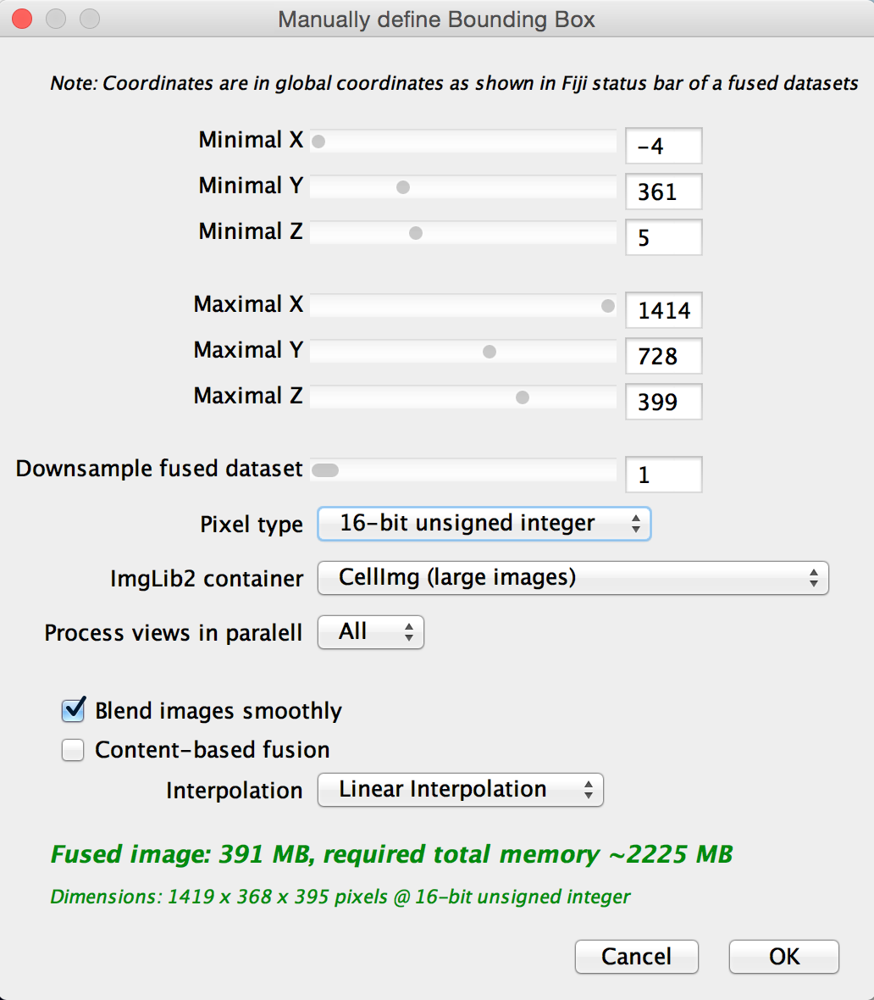 Manually define Bounding Box
Note: Coordinates are in global coordinates as shown in Fiji status bar of a fused datasets
Minimal X -4
Minimal Y 361
Minimal Z 5
Maximal X 1414
Maximal Y 728
Maximal Z 399
Downsample fused dataset 1
Pixel type 16-bit unsigned integer
ImgLib2 container CellImg (large images)
Process views in paralell All
Blend images smoothly
Content-based fusion
Interpolation Linear Interpolation
Fused image: 391 MB, required total memory ~2225 MB
Dimensions: 1419 x 368 x 395 pixels @ 16-bit unsigned integer
Cancel OK